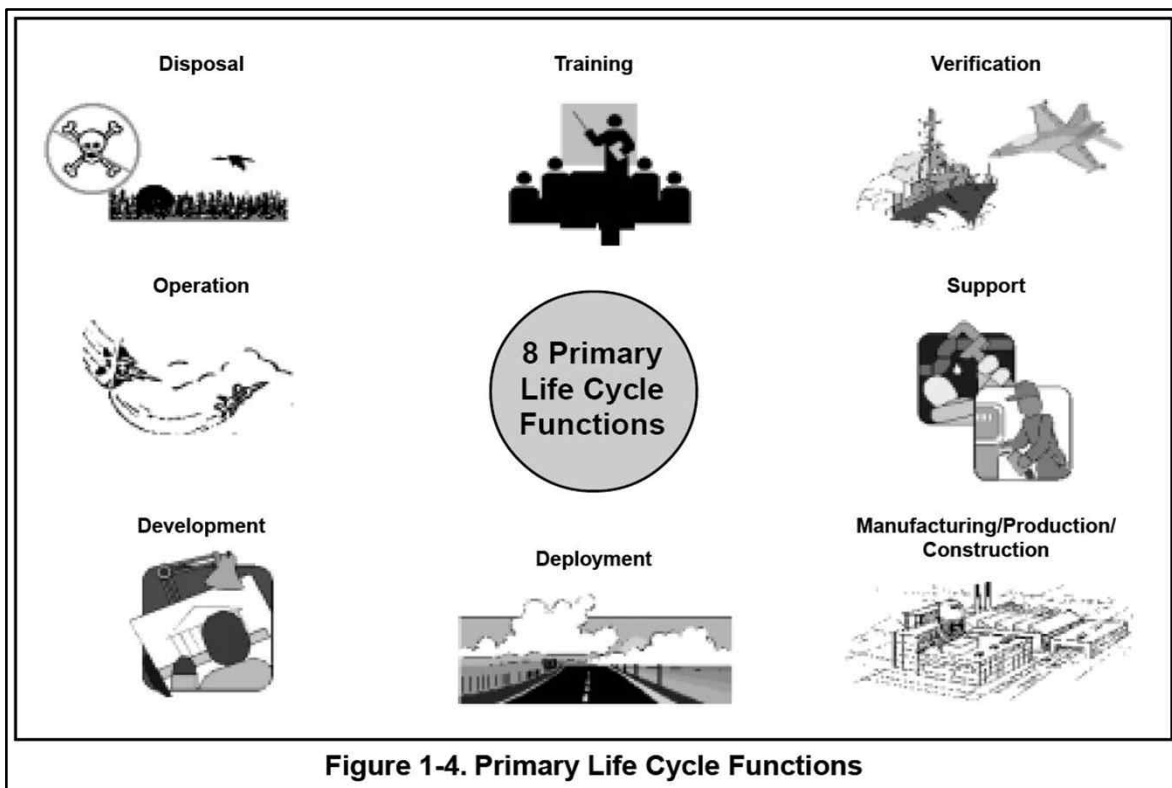 Disposal
Training
Verification
Operation
8 Primary
Life Cycle
Functions
Support
Development
Deployment
Manufacturing/Production/
Construction
Figure 1-4. Primary Life Cycle Functions